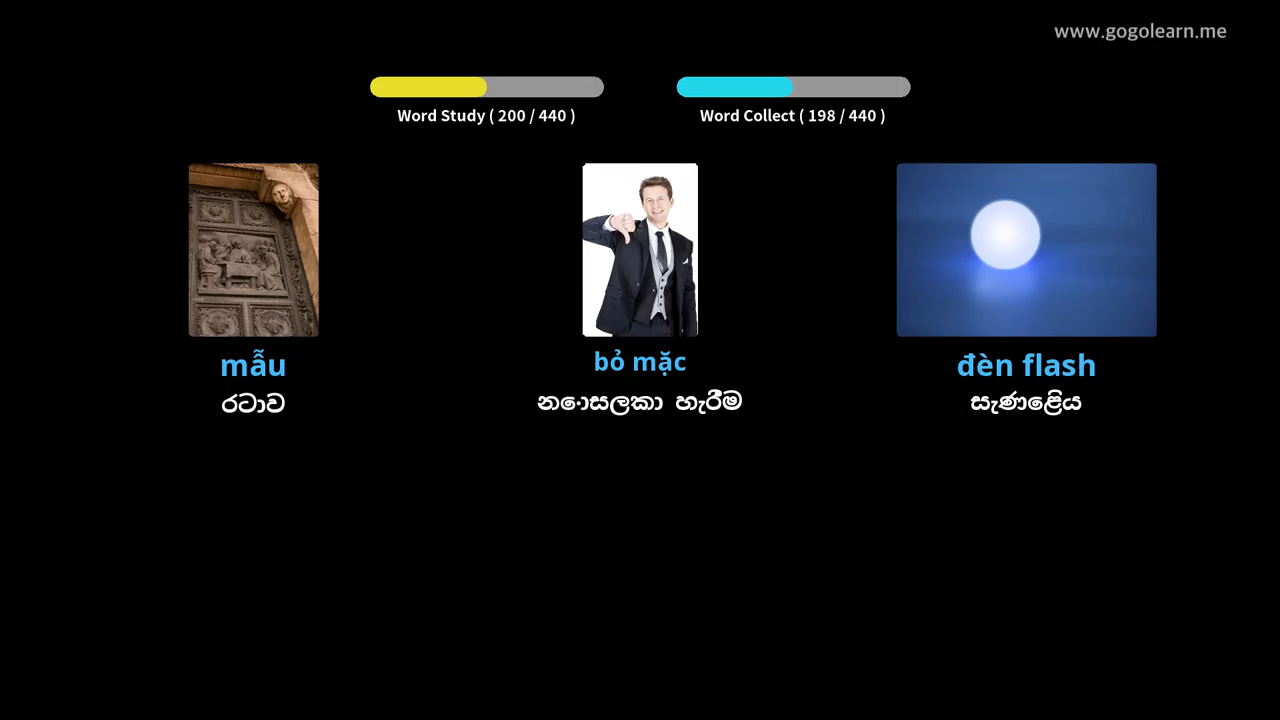 www.gogolearn.me
Word Study ( 200 / 440 )
Word Collect ( 198 / 440 )
mẫu
bỏ mặc
đèn flash
රටාව
නොසලකා හැරීම
සැණෙළිය